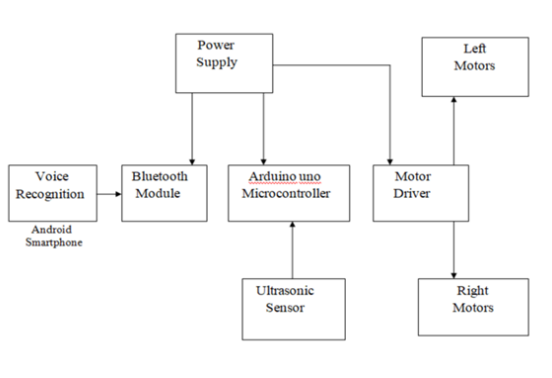 Power
Supply
Left
Motors
Voice
Recognition
Bluetooth
Module
Arduino uno
Microcontroller
Motor
Driver
Android
Smartphone
Ultrasonic
Sensor
Right
Motors